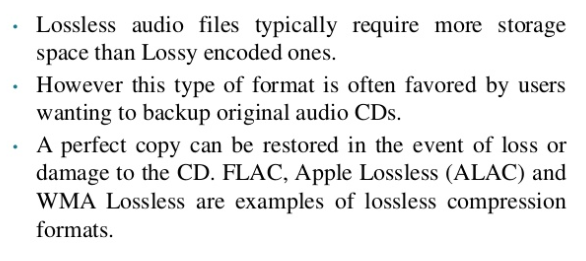 · Lossless audio files typically require more storage
space than Lossy encoded ones.
· However this type of format is often favored by users
wanting to backup original audio CDs.
· A perfect copy can be restored in the event of loss or
damage to the CD. FLAC, Apple Lossless (ALAC) and
WMA Lossless are examples of lossless compression
formats.